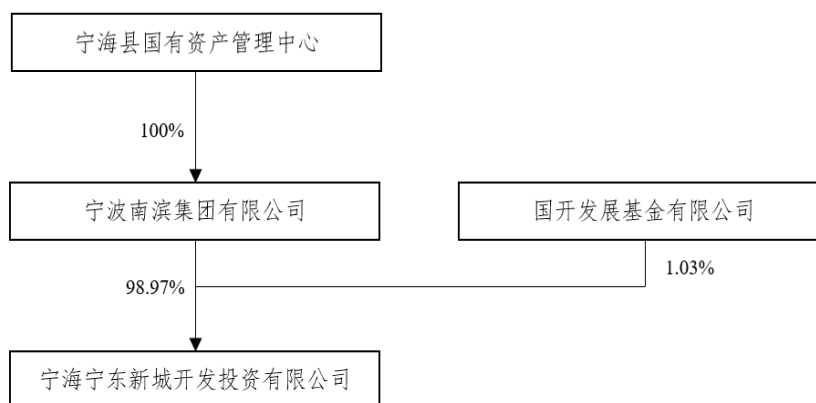 宁海县国有资产管理中心
100%
宁波南滨集团有限公司
国开发展基金有限公司
98.97%
1.03%
宁海宁东新城开发投资有限公司